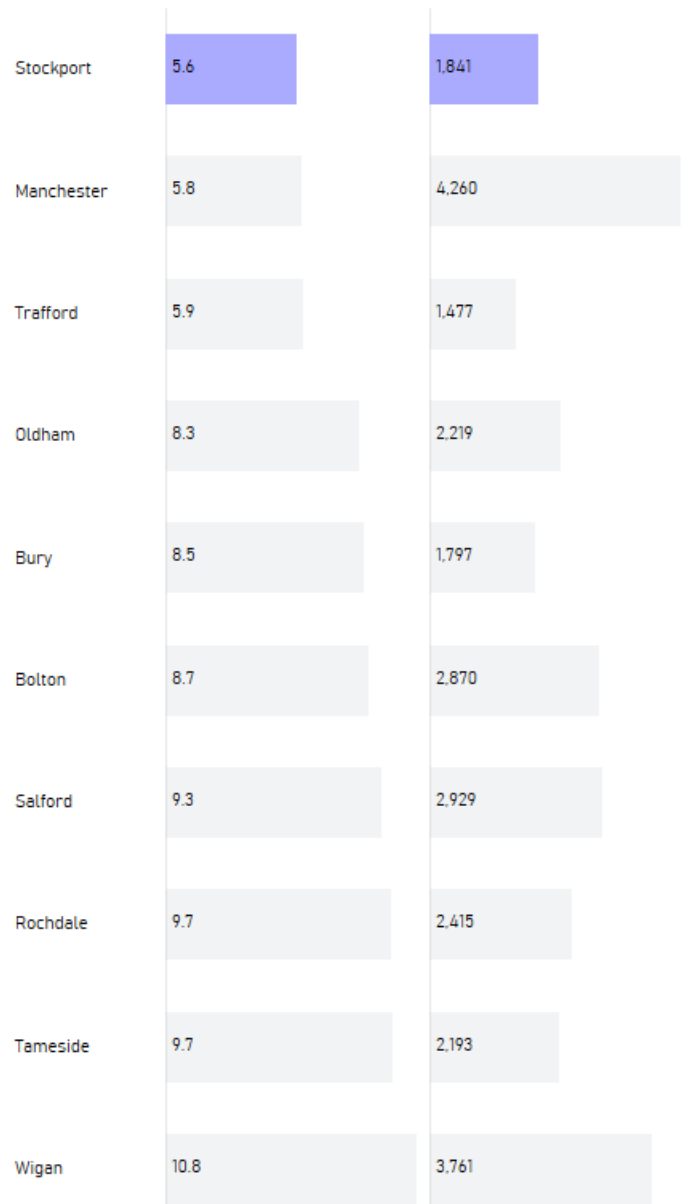 Stockport 5.6 1,841
Manchester 5.8 4,260
Trafford 5.9 1,477
Oldham 8.3 2,219
Bury 8.5 1,797
Bolton 8.7 2,870
Salford 9.3 2,929
Rochdale 9.7 2,415
Tameside 9.7 2,193
Wigan 10.8 3,761